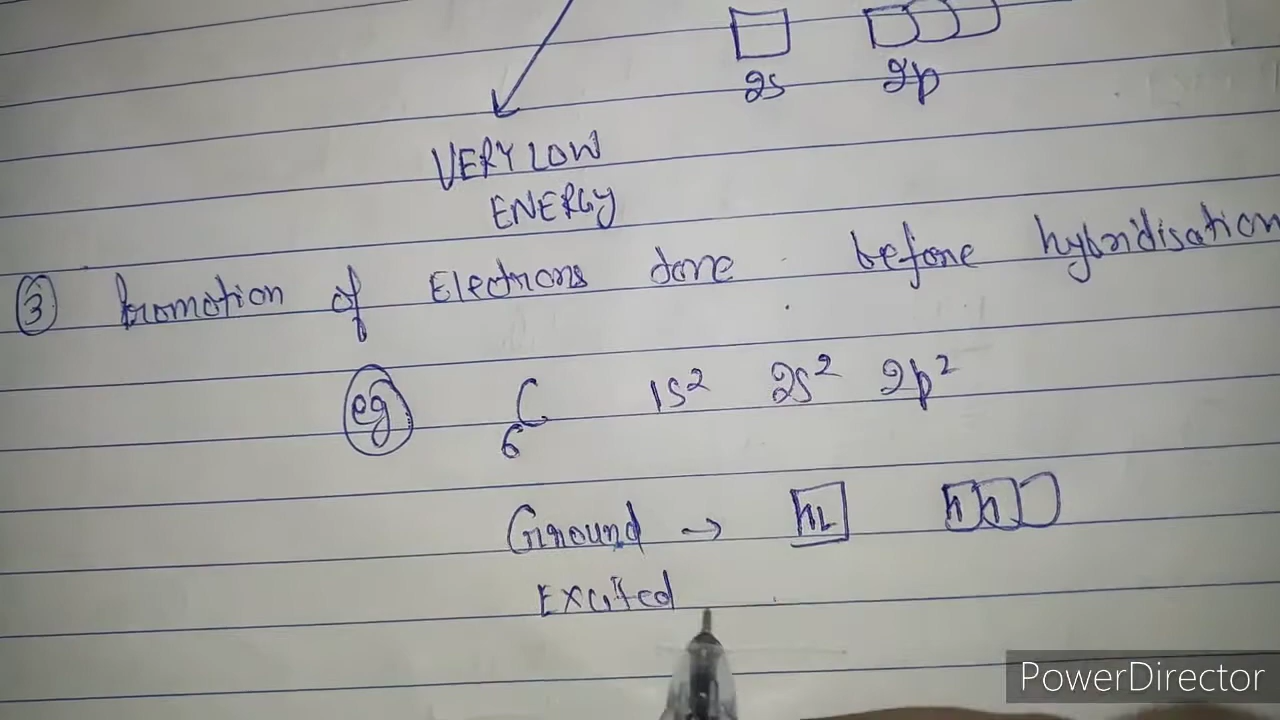 2s 2p
VERY LOW
ENERGY
③ Promotion of Electrons done before hybridisation
eg 6C 1s² 2s² 2p²
Ground → ↿⇂ ↿ ↿
Excited
PowerDirector